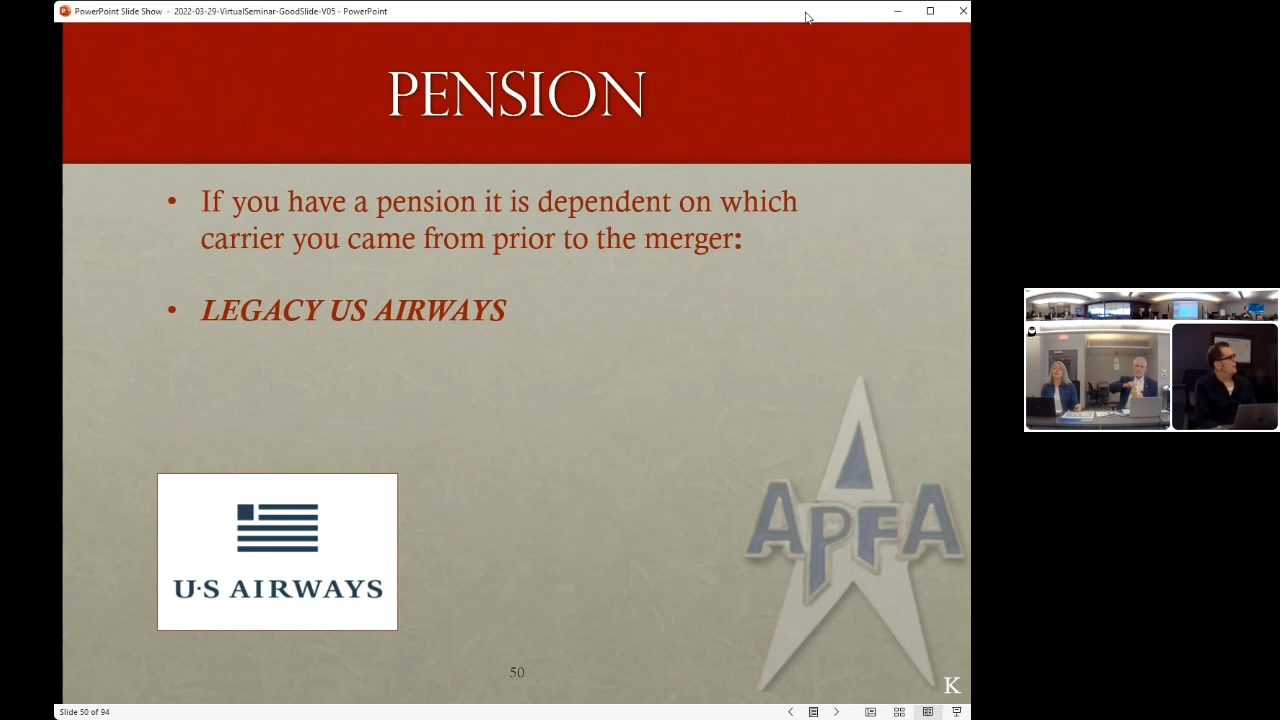 PowerPoint Slide Show - 2022-03-29-VirtualSeminar-GoodSlide-V05 - PowerPoint
PENSION
• If you have a pension it is dependent on which
carrier you came from prior to the merger:
• LEGACY US AIRWAYS
U·S AIRWAYS
APFA
50
K
Slide 50 of 94